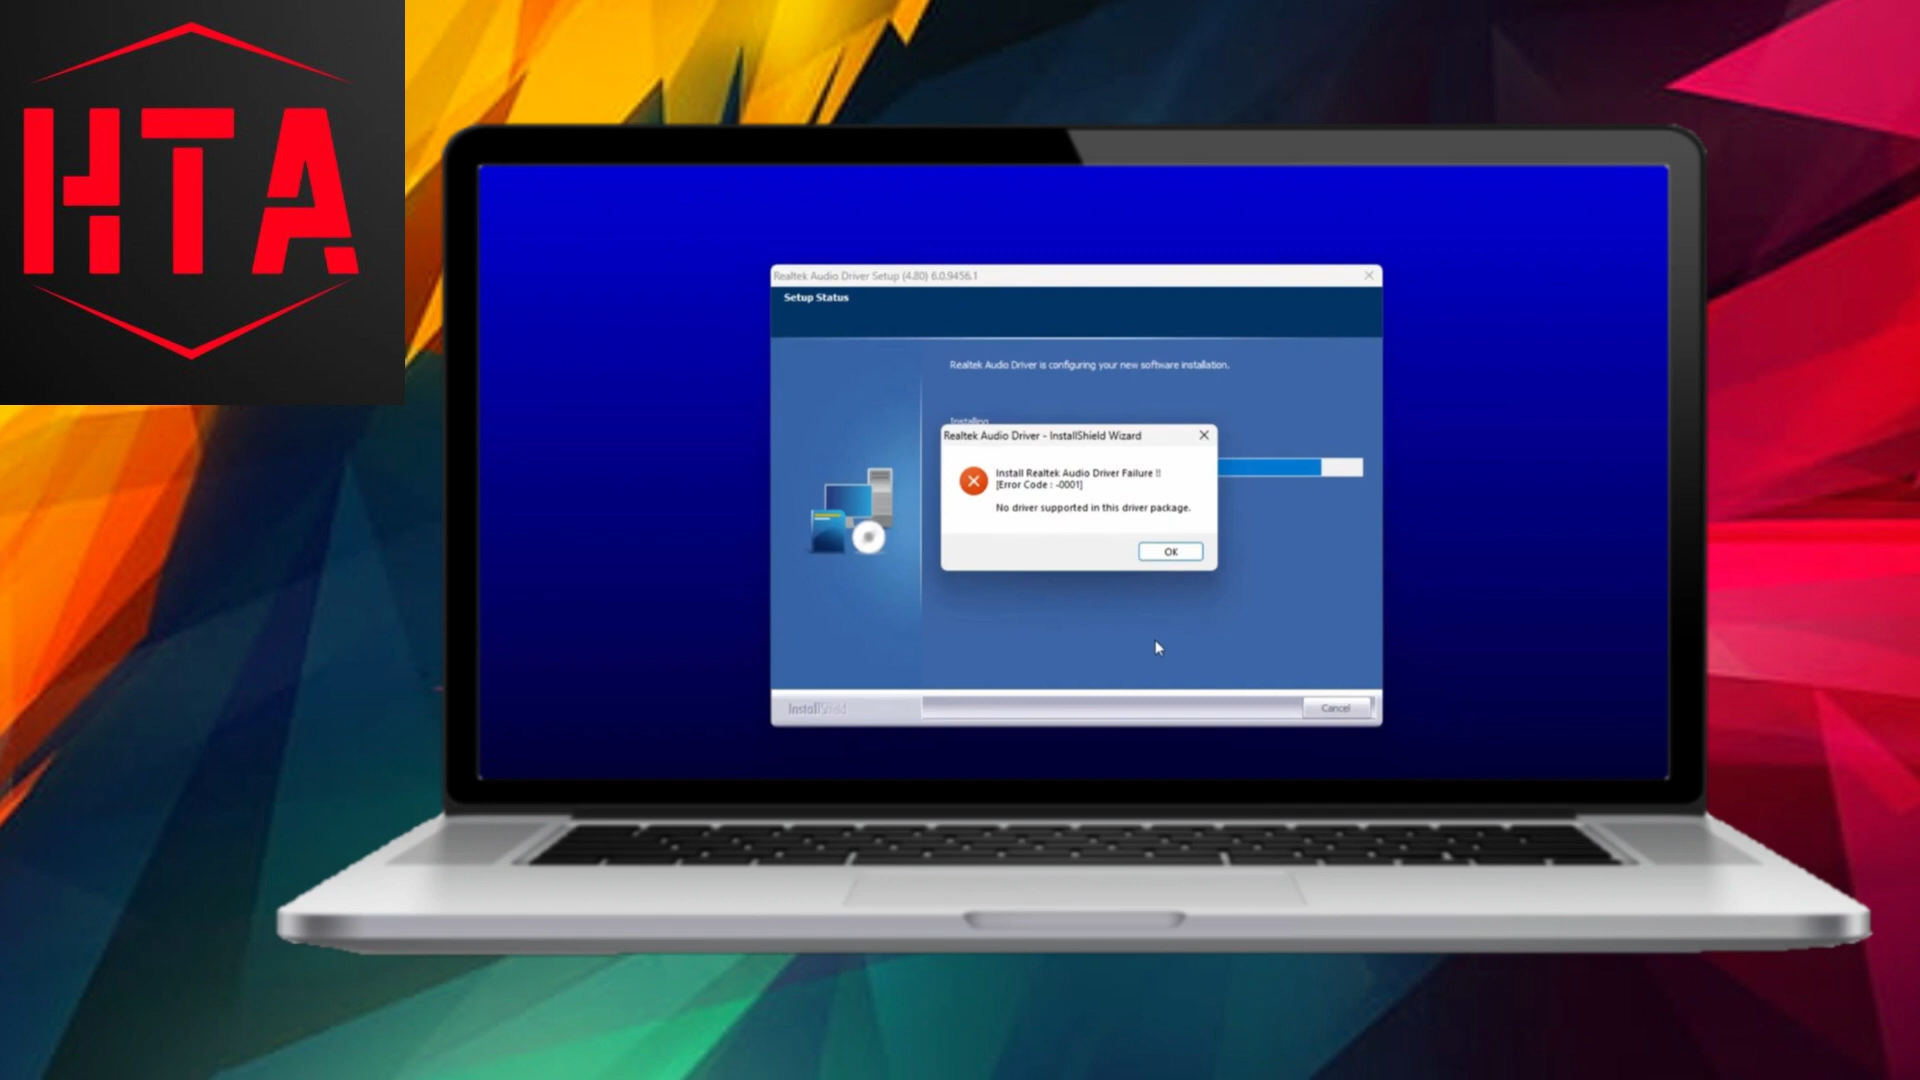 HTA
Realtek Audio Driver Setup (4.80) 6.0.9456.1
Setup Status
Realtek Audio Driver is configuring your new software installation.
Installing
Realtek Audio Driver - InstallShield Wizard
Install Realtek Audio Driver Failure !!
[Error Code : -0001]
No driver supported in this driver package.
OK
InstallShield
Cancel